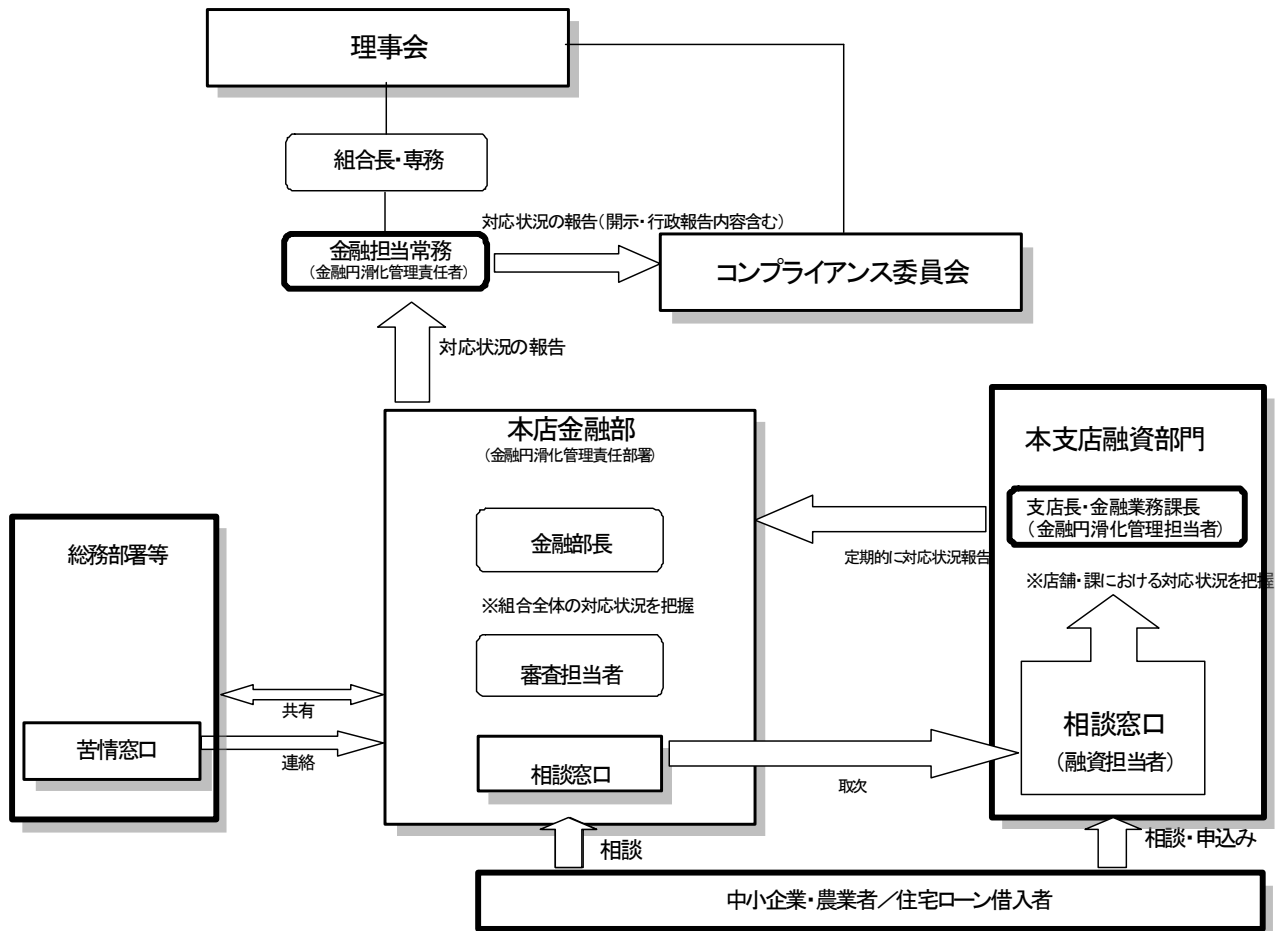 理事会
組合長・専務
対応状況の報告（開示・行政報告内容含む）
金融担当常務
（金融円滑化管理責任者）
コンプライアンス委員会
対応状況の報告
本店金融部
（金融円滑化管理責任部署）
本支店融資部門
支店長・金融業務課長
（金融円滑化管理担当者）
金融部長
総務部署等
定期的に対応状況報告
※店舗・課における対応状況を把握
※組合全体の対応状況を把握
審査担当者
共有
相談窓口
（融資担当者）
苦情窓口
連絡
相談窓口
取次
相談
相談・申込み
中小企業・農業者／住宅ローン借入者